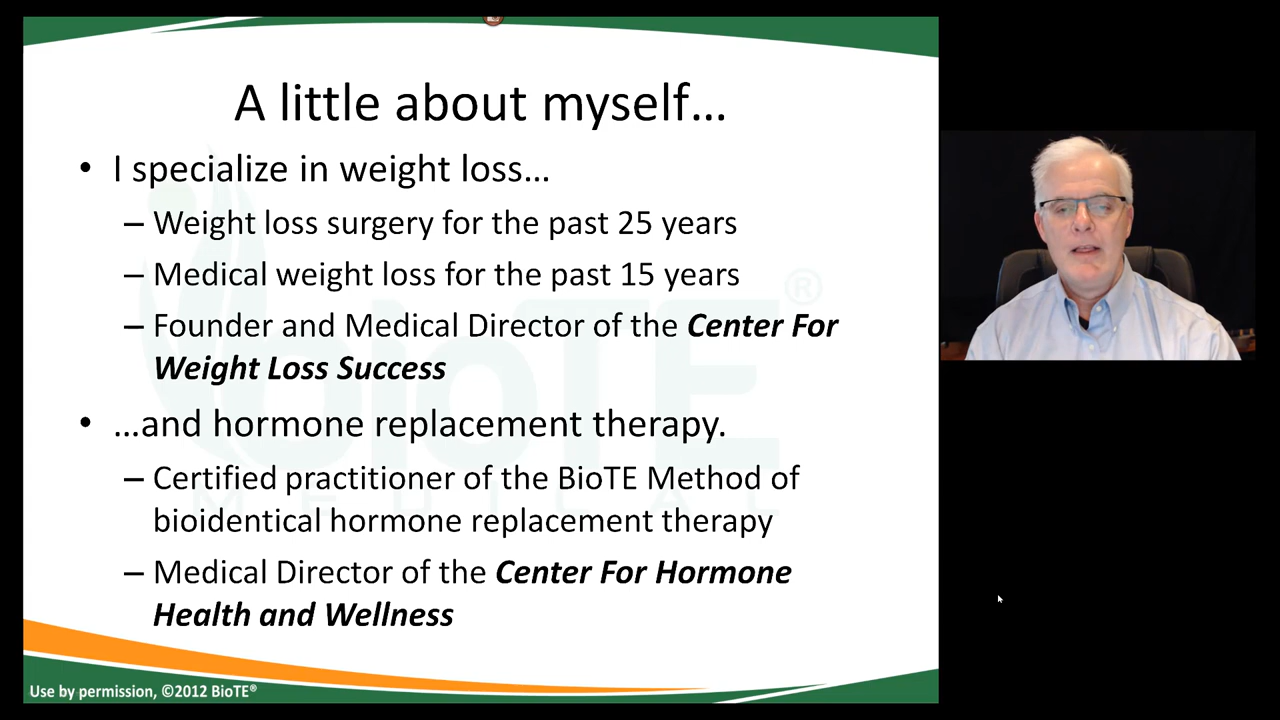 A little about myself...
• I specialize in weight loss...
– Weight loss surgery for the past 25 years
– Medical weight loss for the past 15 years
– Founder and Medical Director of the Center For
Weight Loss Success
• ...and hormone replacement therapy.
– Certified practitioner of the BioTE Method of
bioidentical hormone replacement therapy
– Medical Director of the Center For Hormone
Health and Wellness
bioTE®
MEDICAL
Use by permission, ©2012 BioTE®